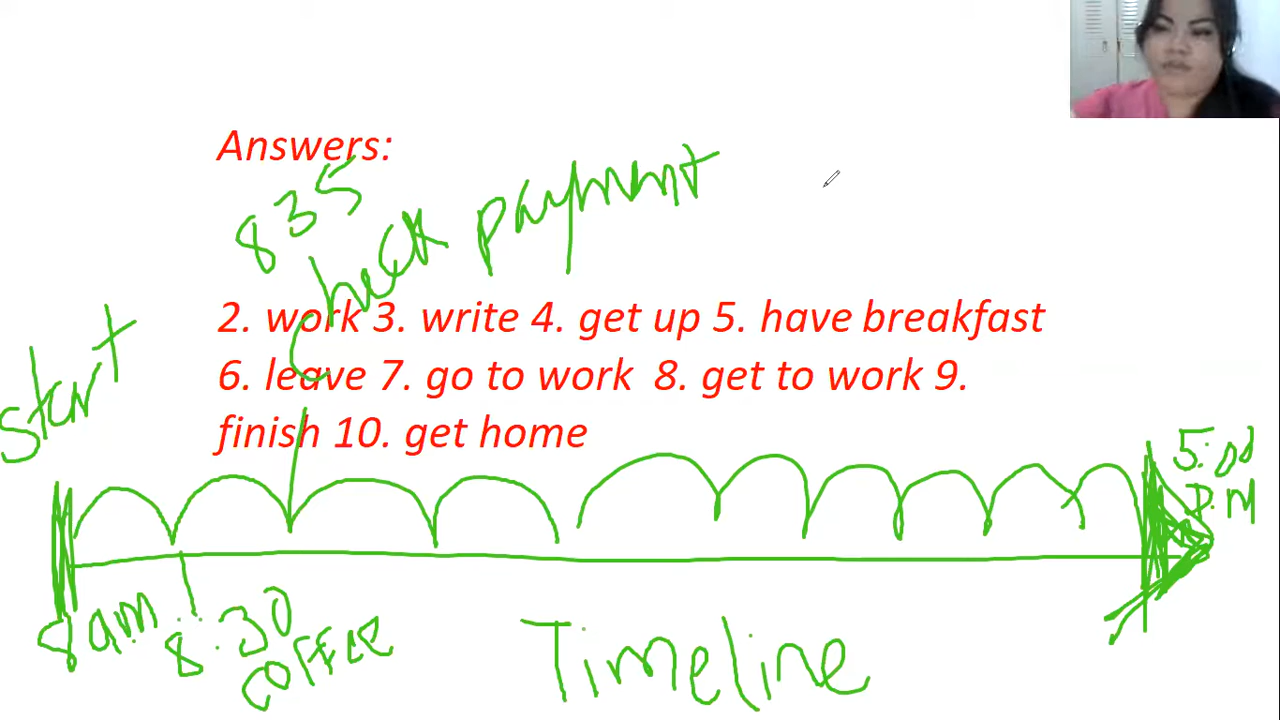 Answers:
835
check payment
2. work 3. write 4. get up 5. have breakfast
6. leave 7. go to work 8. get to work 9.
finish 10. get home
start
5:00
P.M
8 am
8:30
coffee
Timeline